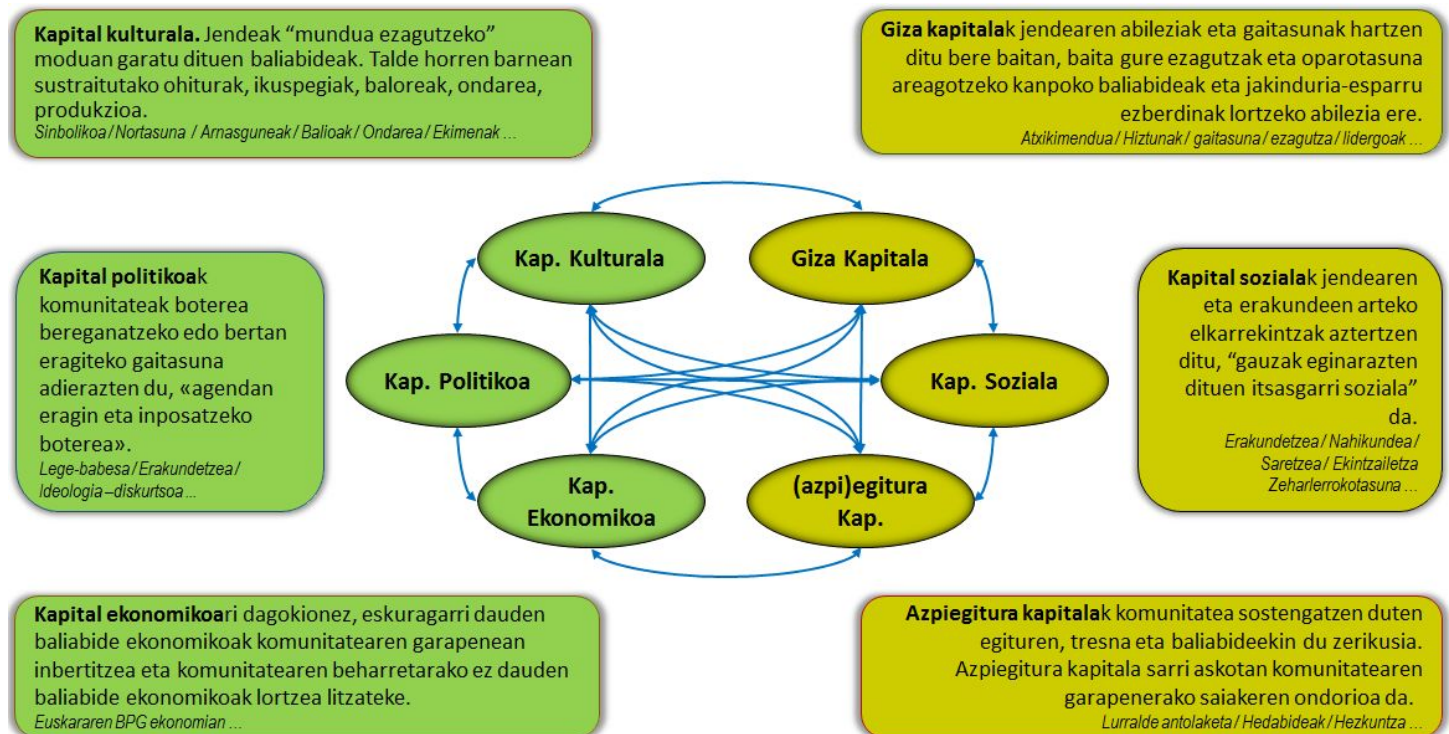 Kapital kulturala. Jendeak “mundua ezagutzeko”
moduan garatu dituen baliabideak. Talde horren barnean
sustraitutako ohiturak, ikuspegiak, baloreak, ondarea,
produkzioa.
Sinbolikoa / Nortasuna / Arnasguneak / Balioak / Ondarea / Ekimenak ...
Giza kapitalak jendearen abileziak eta gaitasunak hartzen
ditu bere baitan, baita gure ezagutzak eta oparotasuna
areagotzeko kanpoko baliabideak eta jakinduria-esparru
ezberdinak lortzeko abilezia ere.
Atxikimendua / Hiztunak / gaitasuna / ezagutza / lidergoak ...
Kap. Kulturala
Giza Kapitala
Kapital politikoak
komunitateak boterea
bereganatzeko edo bertan
eragiteko gaitasuna
adierazten du, «agendan
eragin eta inposatzeko
boterea».
Lege-babesa / Erakundetzea /
Ideologia –diskurtsoa ...
Kap. Politikoa
Kap. Soziala
Kapital sozialak jendearen
eta erakundeen arteko
elkarrekintzak aztertzen
ditu, “gauzak eginarazten
dituen itsasgarri soziala”
da.
Erakundetzea / Nahikundea /
Saretzea / Ekintzailetza
Zeharlerrokotasuna ...
Kap.
Ekonomikoa
(azpi)egitura
Kap.
Kapital ekonomikoari dagokionez, eskuragarri dauden
baliabide ekonomikoak komunitatearen garapenean
inbertitzea eta komunitatearen beharretarako ez dauden
baliabide ekonomikoak lortzea litzateke.
Euskararen BPG ekonomian ...
Azpiegitura kapitalak komunitatea sostengatzen duten
egituren, tresna eta baliabideekin du zerikusia.
Azpiegitura kapitala sarri askotan komunitatearen
garapenerako saiakeren ondorioa da.
Lurralde antolaketa / Hedabideak / Hezkuntza ...